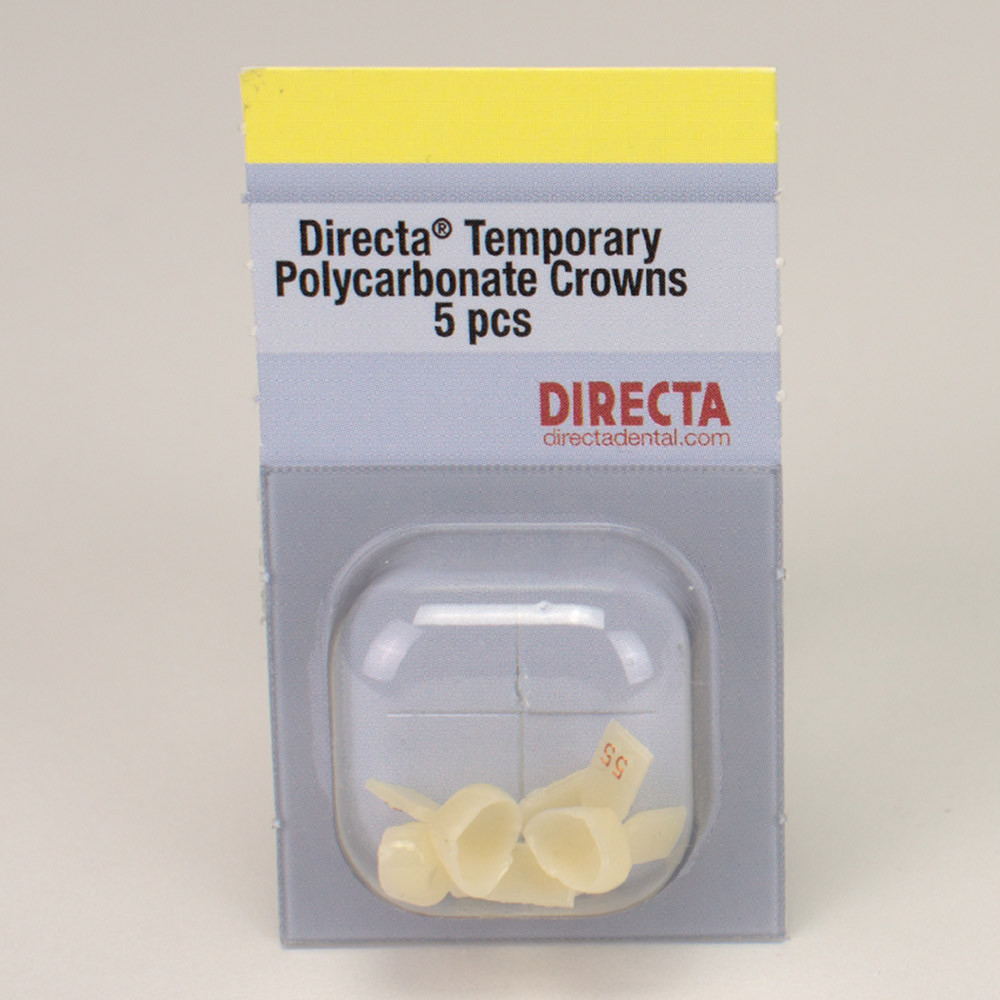 Directa® Temporary
Polycarbonate Crowns
5 pcs
DIRECTA
directadental.com
55